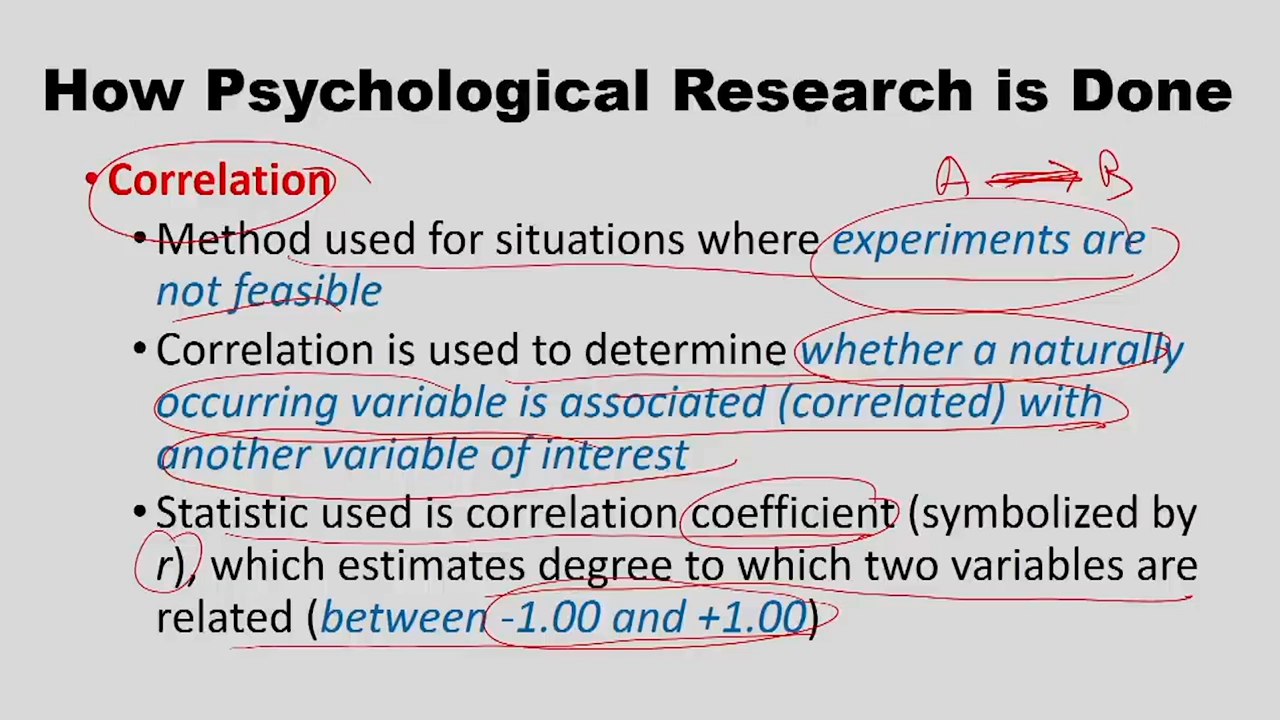 How Psychological Research is Done
• Correlation
A → B
• Method used for situations where experiments are
not feasible
• Correlation is used to determine whether a naturally
occurring variable is associated (correlated) with
another variable of interest
• Statistic used is correlation coefficient (symbolized by
r), which estimates degree to which two variables are
related (between -1.00 and +1.00)